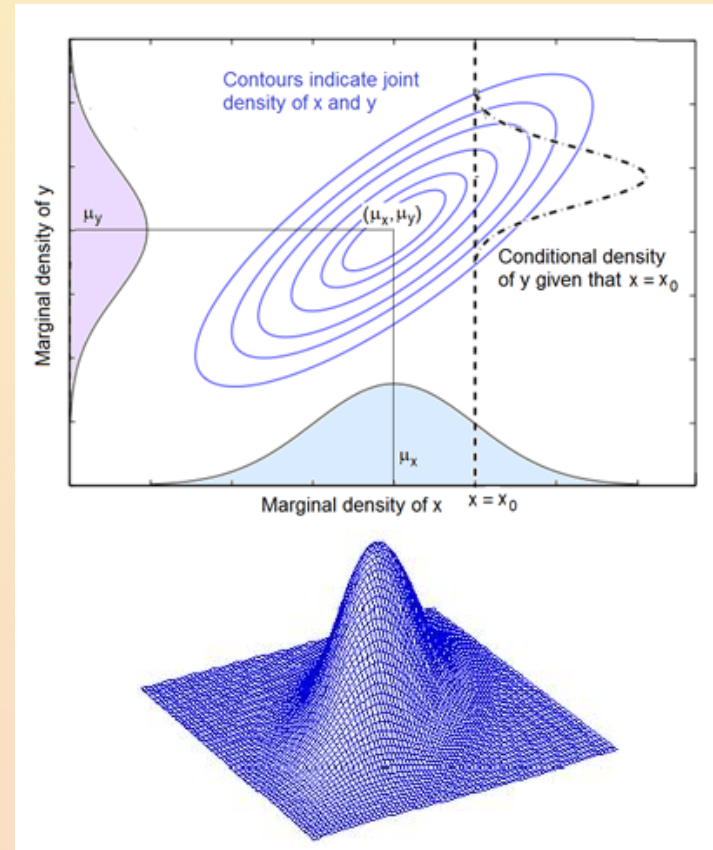 Contours indicate joint
density of x and y
Marginal density of y
μy
(μx,μy)
Conditional density
of y given that x = x0
μx
Marginal density of x
x = x0